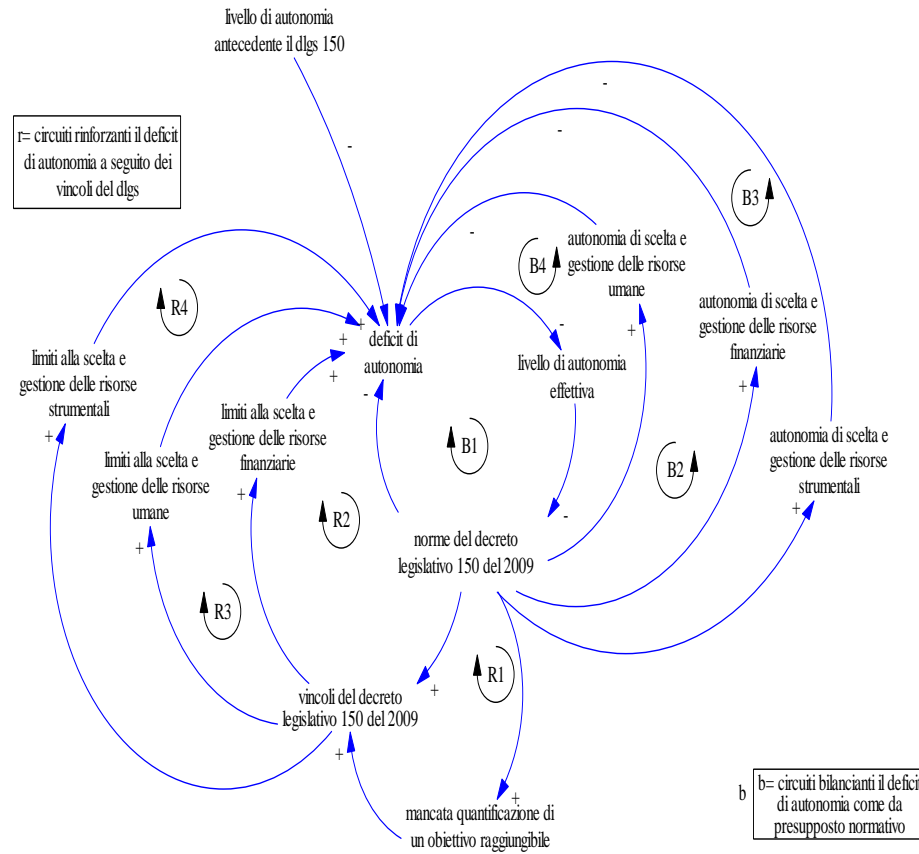 livello di autonomia
antecedente il dlgs 150
r= circuiti rinforzanti il deficit
di autonomia a seguito dei
vincoli del dlgs
-
-
-
-
B3
B4
autonomia di scelta e
gestione delle risorse
umane
+
R4
autonomia di scelta e
gestione delle risorse
finanziarie
+
+
+
+
deficit di
autonomia
-
-
livello di autonomia
effettiva
limiti alla scelta e
gestione delle risorse
strumentali
+
limiti alla scelta e
gestione delle risorse
finanziarie
+
limiti alla scelta e
gestione delle risorse
umane
+
B1
B2
autonomia di scelta e
gestione delle risorse
strumentali
+
R2
-
norme del decreto
legislativo 150 del 2009
R3
R1
+
vincoli del decreto
legislativo 150 del 2009
+
+
mancata quantificazione di
un obiettivo raggiungibile
b
b= circuiti bilancianti il deficit
di autonomia come da
presupposto normativo